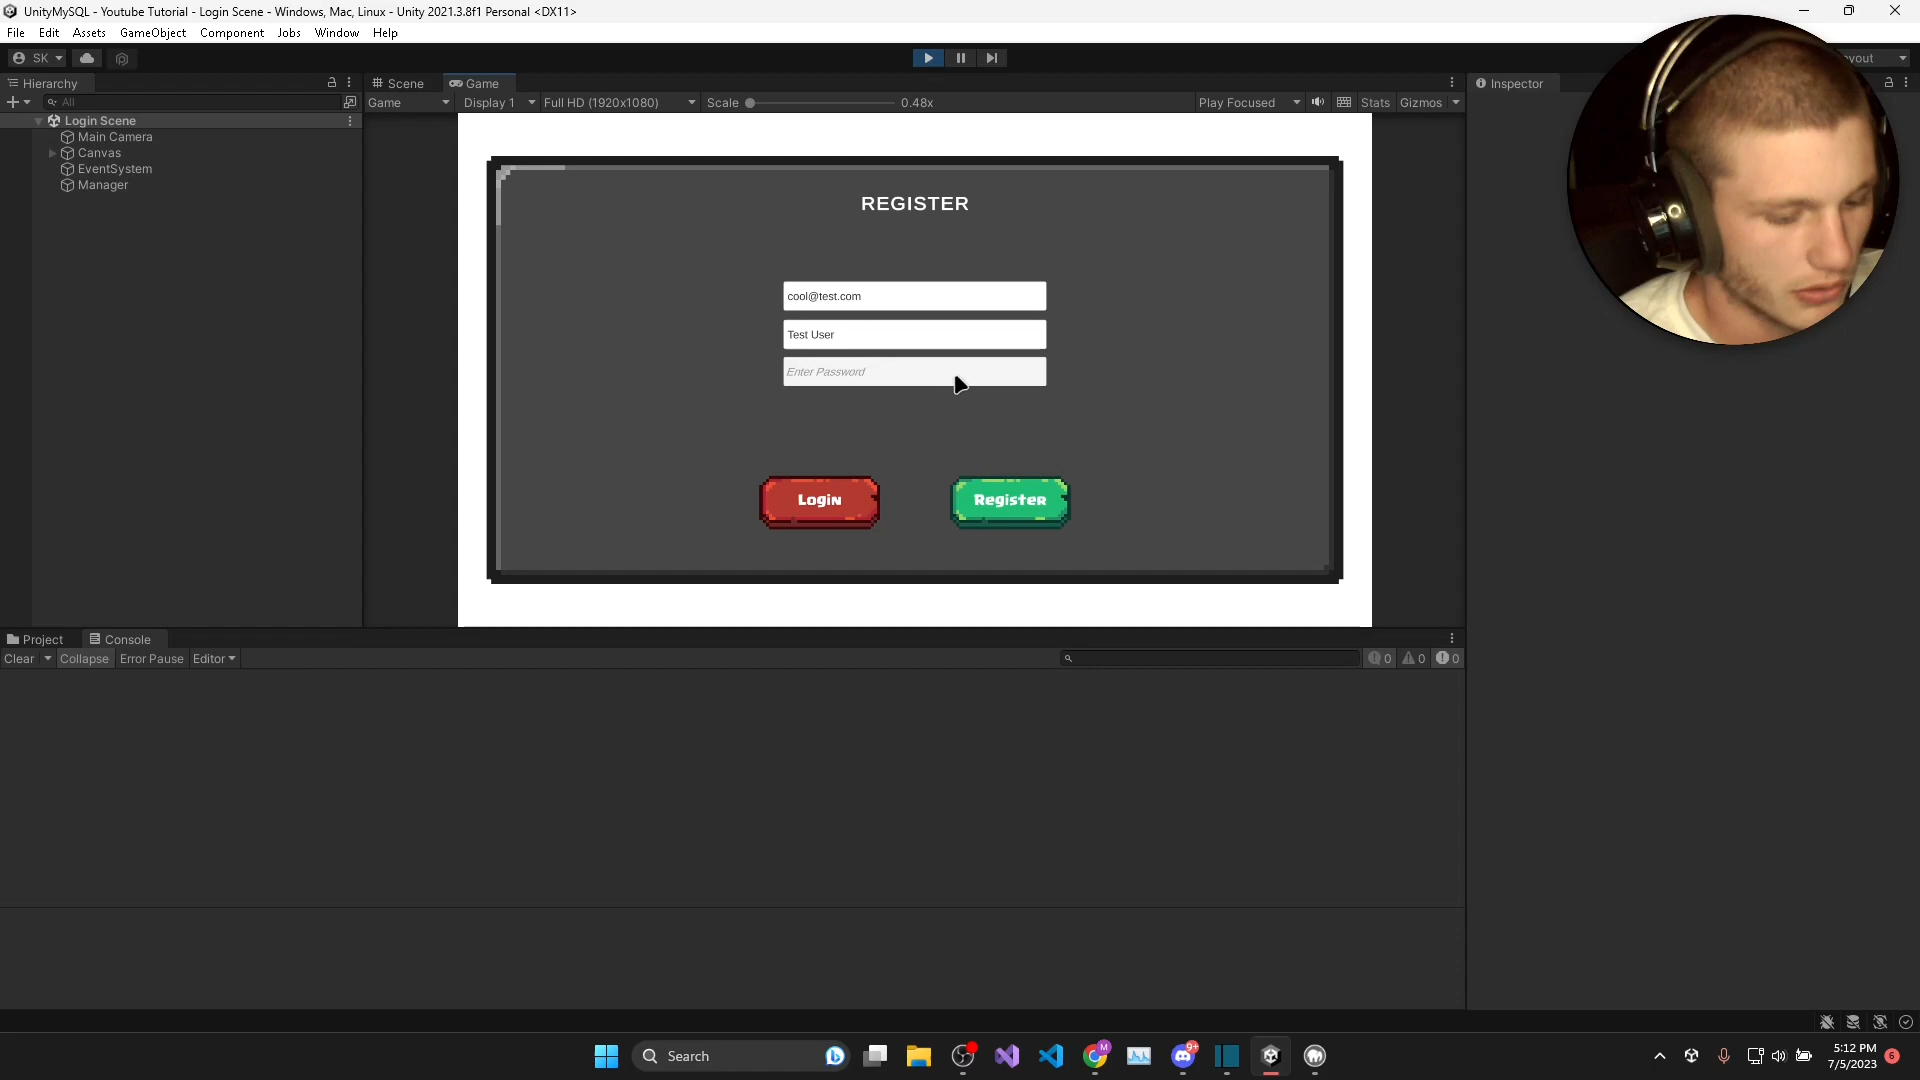 UnityMySQL - Youtube Tutorial - Login Scene - Windows, Mac, Linux - Unity 2021.3.8f1 Personal <DX11>
File Edit Assets GameObject Component Jobs Window Help
SK
yout
Hierarchy
Scene Game
Inspector
All
Game Display 1 Full HD (1920x1080) Scale 0.48x Play Focused Stats Gizmos
Login Scene
Main Camera
Canvas
EventSystem
Manager
REGISTER
cool@test.com
Test User
Enter Password
Login Register
Project Console
Clear Collapse Error Pause Editor
0 0 0
Search
M
9+
5:12 PM
7/5/2023
6